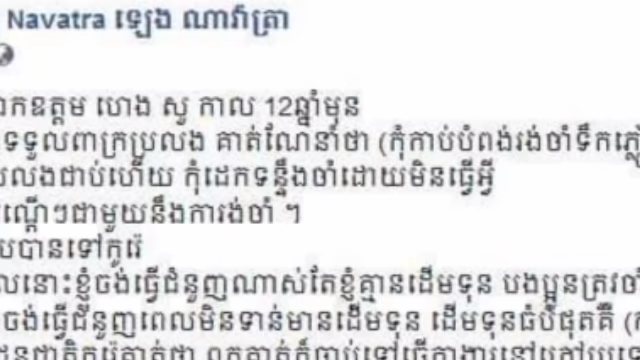 Navatra ឡេង ណាវ៉ាត្រា
ឯកឧត្តម ហេង សួ កាល 12ឆ្នាំមុន
ទទួលពាក្រប្រលង គាត់ណែនាំថា (កុំកាប់បំពង់រង់ចាំទឹកភ្លៀ
លងជាប់ហើយ កុំដេកទន្ទឹងចាំដោយមិនធ្វើអ្វី
ណ្ដើៗជាមួយនឹងការរង់ចាំ ។
បានទៅកូរ៉េ
លនោះខ្ញុំចង់ធ្វើជំនួញណាស់តែខ្ញុំគ្មានដើមទុន បងប្អូនត្រូវចាំ
ចង់ធ្វើជំនួញពេលមិនទាន់មានដើមទុន ដើមទុនធំបំផុតគឺ